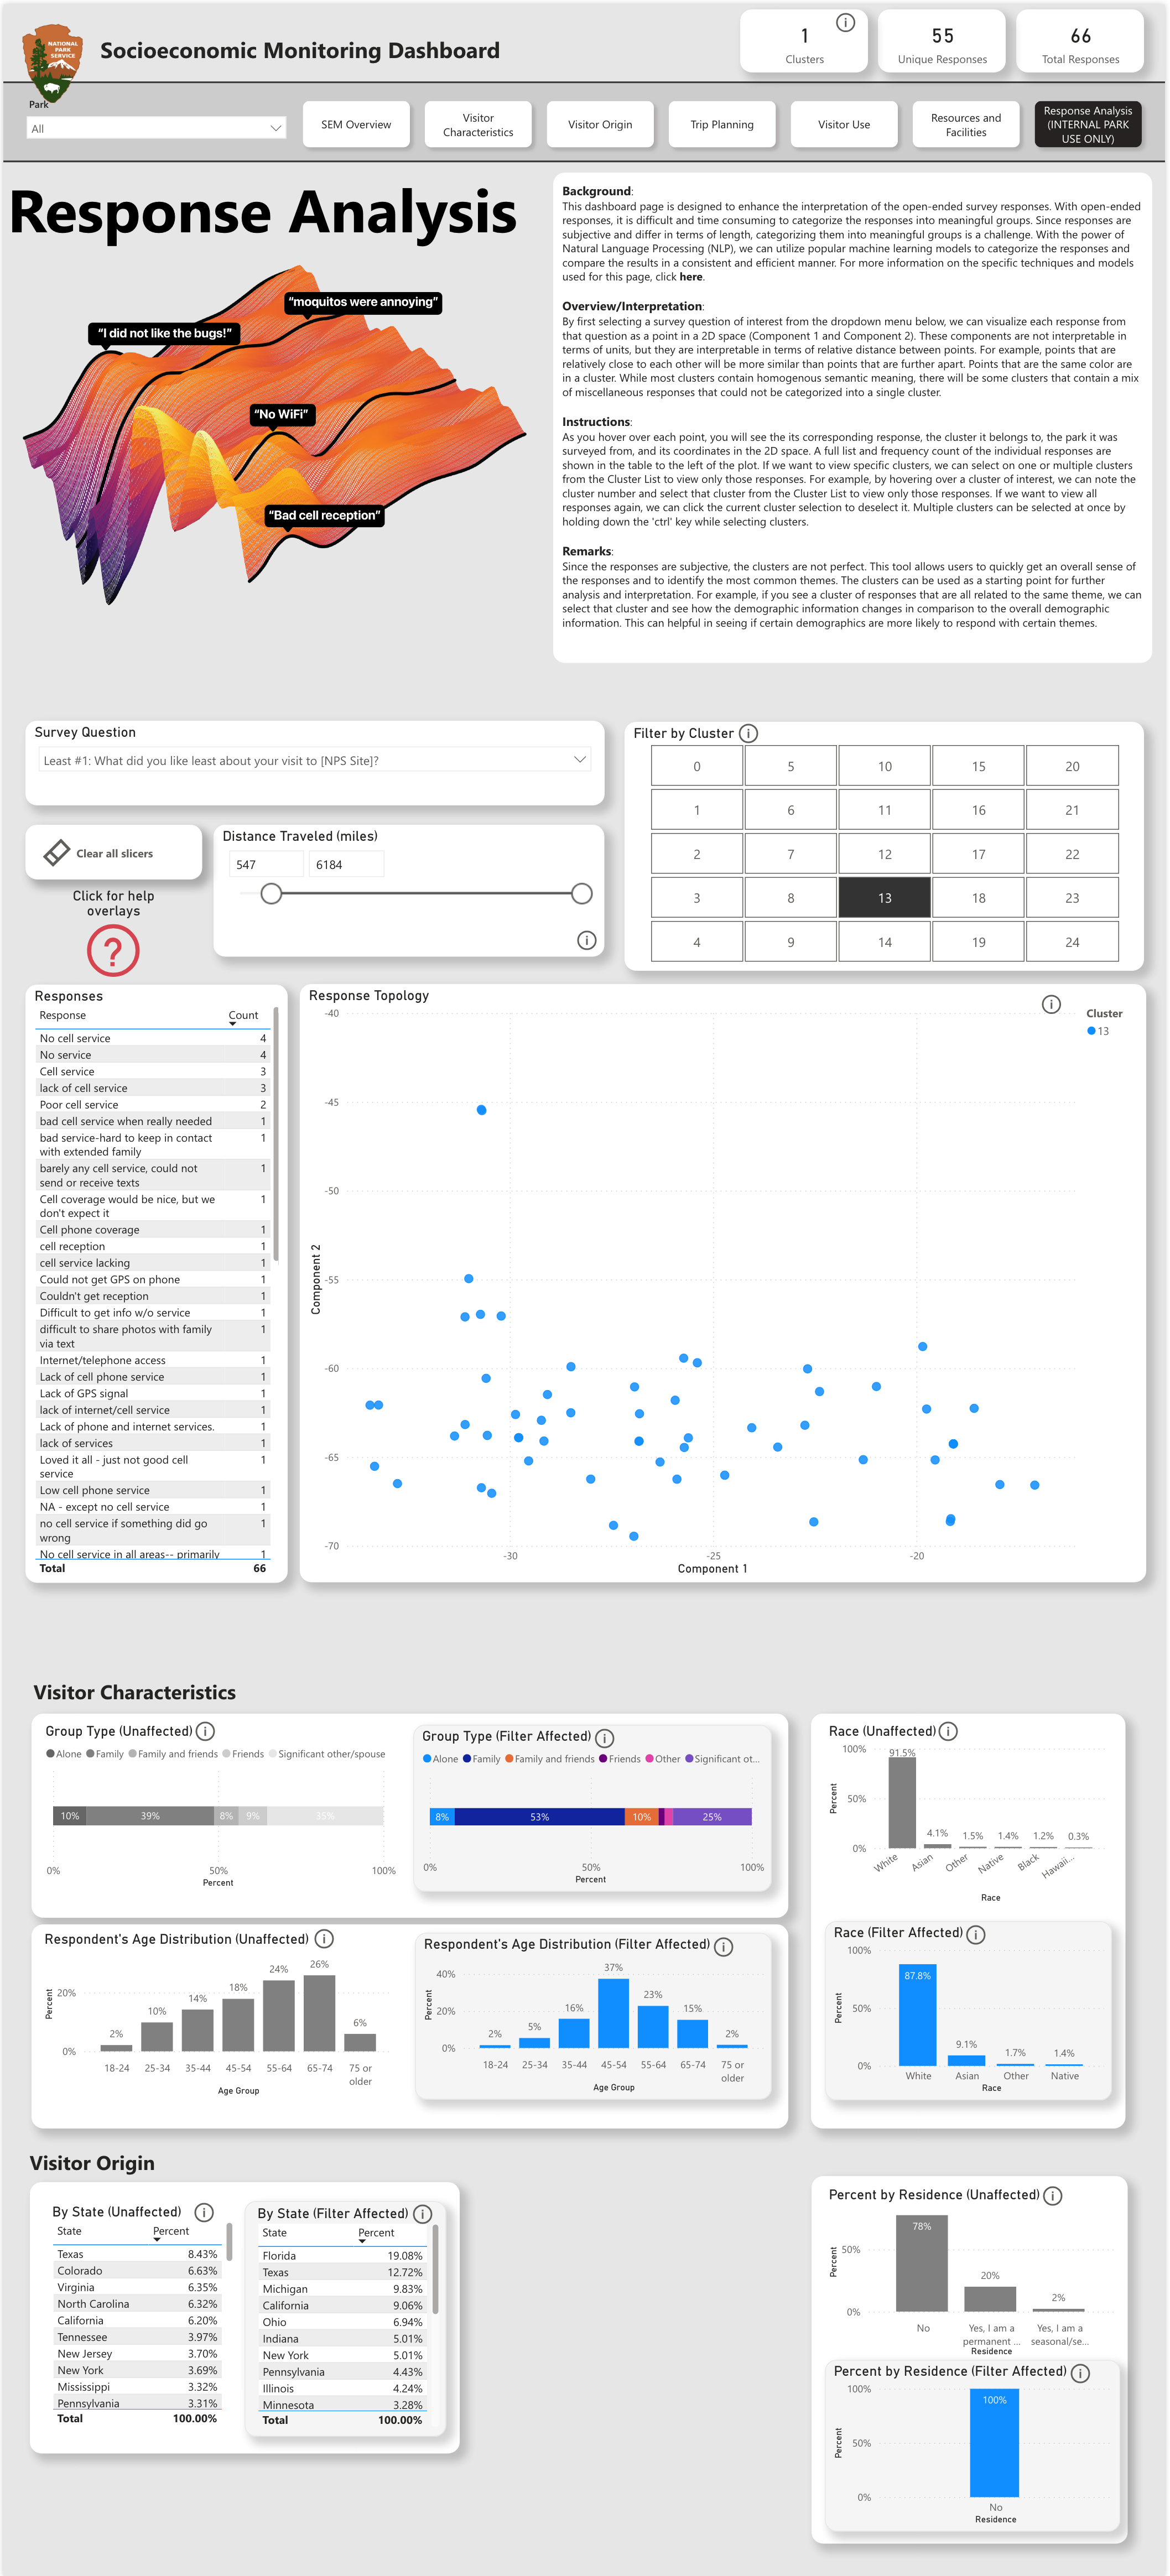 NATIONAL
PARK
SERVICE
Socioeconomic Monitoring Dashboard
1
Clusters
55
Unique Responses
66
Total Responses
Park
All
SEM Overview
Visitor
Characteristics
Visitor Origin
Trip Planning
Visitor Use
Resources and
Facilities
Response Analysis
(INTERNAL PARK
USE ONLY)
Response Analysis
"moquitos were annoying"
"I did not like the bugs!"
"No WiFi"
"Bad cell reception"
Background:
This dashboard page is designed to enhance the interpretation of the open-ended survey responses. With open-ended
responses, it is difficult and time consuming to categorize the responses into meaningful groups. Since responses are
subjective and differ in terms of length, categorizing them into meaningful groups is a challenge. With the power of
Natural Language Processing (NLP), we can utilize popular machine learning models to categorize the responses and
compare the results in a consistent and efficient manner. For more information on the specific techniques and models
used for this page, click here.
Overview/Interpretation:
By first selecting a survey question of interest from the dropdown menu below, we can visualize each response from
that question as a point in a 2D space (Component 1 and Component 2). These components are not interpretable in
terms of units, but they are interpretable in terms of relative distance between points. For example, points that are
relatively close to each other will be more similar than points that are further apart. Points that are the same color are
in a cluster. While most clusters contain homogenous semantic meaning, there will be some clusters that contain a mix
of miscellaneous responses that could not be categorized into a single cluster.
Instructions:
As you hover over each point, you will see the its corresponding response, the cluster it belongs to, the park it was
surveyed from, and its coordinates in the 2D space. A full list and frequency count of the individual responses are
shown in the table to the left of the plot. If we want to view specific clusters, we can select on one or multiple clusters
from the Cluster List to view only those responses. For example, by hovering over a cluster of interest, we can note the
cluster number and select that cluster from the Cluster List to view only those responses. If we want to view all
responses again, we can click the current cluster selection to deselect it. Multiple clusters can be selected at once by
holding down the 'ctrl' key while selecting clusters.
Remarks:
Since the responses are subjective, the clusters are not perfect. This tool allows users to quickly get an overall sense of
the responses and to identify the most common themes. The clusters can be used as a starting point for further
analysis and interpretation. For example, if you see a cluster of responses that are all related to the same theme, we can
select that cluster and see how the demographic information changes in comparison to the overall demographic
information. This can helpful in seeing if certain demographics are more likely to respond with certain themes.
Survey Question
Least #1: What did you like least about your visit to [NPS Site]?
Filter by Cluster
0 5 10 15 20
1 6 11 16 21
2 7 12 17 22
3 8 13 18 23
4 9 14 19 24
Clear all slicers
Click for help
overlays
?
Distance Traveled (miles)
547 6184
Responses
Response Count
No cell service 4
No service 4
Cell service 3
lack of cell service 3
Poor cell service 2
bad cell service when really needed 1
bad service-hard to keep in contact 1
with extended family
barely any cell service, could not 1
send or receive texts
Cell coverage would be nice, but we 1
don't expect it
Cell phone coverage 1
cell reception 1
cell service lacking 1
Could not get GPS on phone 1
Couldn't get reception 1
Difficult to get info w/o service 1
difficult to share photos with family 1
via text
Internet/telephone access 1
Lack of cell phone service 1
Lack of GPS signal 1
lack of internet/cell service 1
Lack of phone and internet services. 1
lack of services 1
Loved it all - just not good cell 1
service
Low cell phone service 1
NA - except no cell service 1
no cell service if something did go 1
wrong
No cell service in all areas-- primarily 1
Total 66
Response Topology
Cluster
13
-40
-45
-50
-55
-60
-65
-70
Component 2
-30 -25 -20
Component 1
Visitor Characteristics
Group Type (Unaffected)
Alone Family Family and friends Friends Significant other/spouse
10% 39% 8% 9% 35%
0% 50% 100%
Percent
Group Type (Filter Affected)
Alone Family Family and friends Friends Other Significant ot...
8% 53% 10% 25%
0% 50% 100%
Percent
Race (Unaffected)
100%
50%
0%
Percent
91.5% 4.1% 1.5% 1.4% 1.2% 0.3%
White Asian Other Native Black Hawaii...
Race
Race (Filter Affected)
100%
50%
0%
Percent
87.8% 9.1% 1.7% 1.4%
White Asian Other Native
Race
Respondent's Age Distribution (Unaffected)
20%
0%
Percent
2% 10% 14% 18% 24% 26% 6%
18-24 25-34 35-44 45-54 55-64 65-74 75 or
older
Age Group
Respondent's Age Distribution (Filter Affected)
40%
20%
0%
Percent
2% 5% 16% 37% 23% 15% 2%
18-24 25-34 35-44 45-54 55-64 65-74 75 or
older
Age Group
Visitor Origin
By State (Unaffected)
State Percent
Texas 8.43%
Colorado 6.63%
Virginia 6.35%
North Carolina 6.32%
California 6.20%
Tennessee 3.97%
New Jersey 3.70%
New York 3.69%
Mississippi 3.32%
Pennsylvania 3.31%
Total 100.00%
By State (Filter Affected)
State Percent
Florida 19.08%
Texas 12.72%
Michigan 9.83%
California 9.06%
Ohio 6.94%
Indiana 5.01%
New York 5.01%
Pennsylvania 4.43%
Illinois 4.24%
Minnesota 3.28%
Total 100.00%
Percent by Residence (Unaffected)
50%
0%
Percent
78% 20% 2%
No Yes, I am a Yes, I am a
permanent ... seasonal/se...
Residence
Percent by Residence (Filter Affected)
100%
50%
0%
Percent
100%
No
Residence